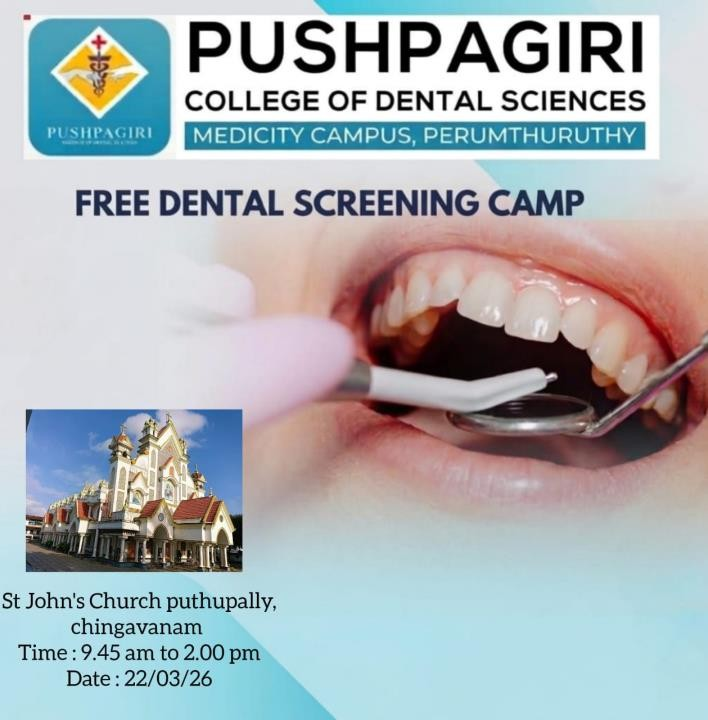 PUSHPAGIRI
COLLEGE OF DENTAL SCIENCES
MEDICITY CAMPUS, PERUMTHURUTHY
PUSHPAGIRI
FREE DENTAL SCREENING CAMP
St John's Church puthupally,
chingavanam
Time : 9.45 am to 2.00 pm
Date : 22/03/26